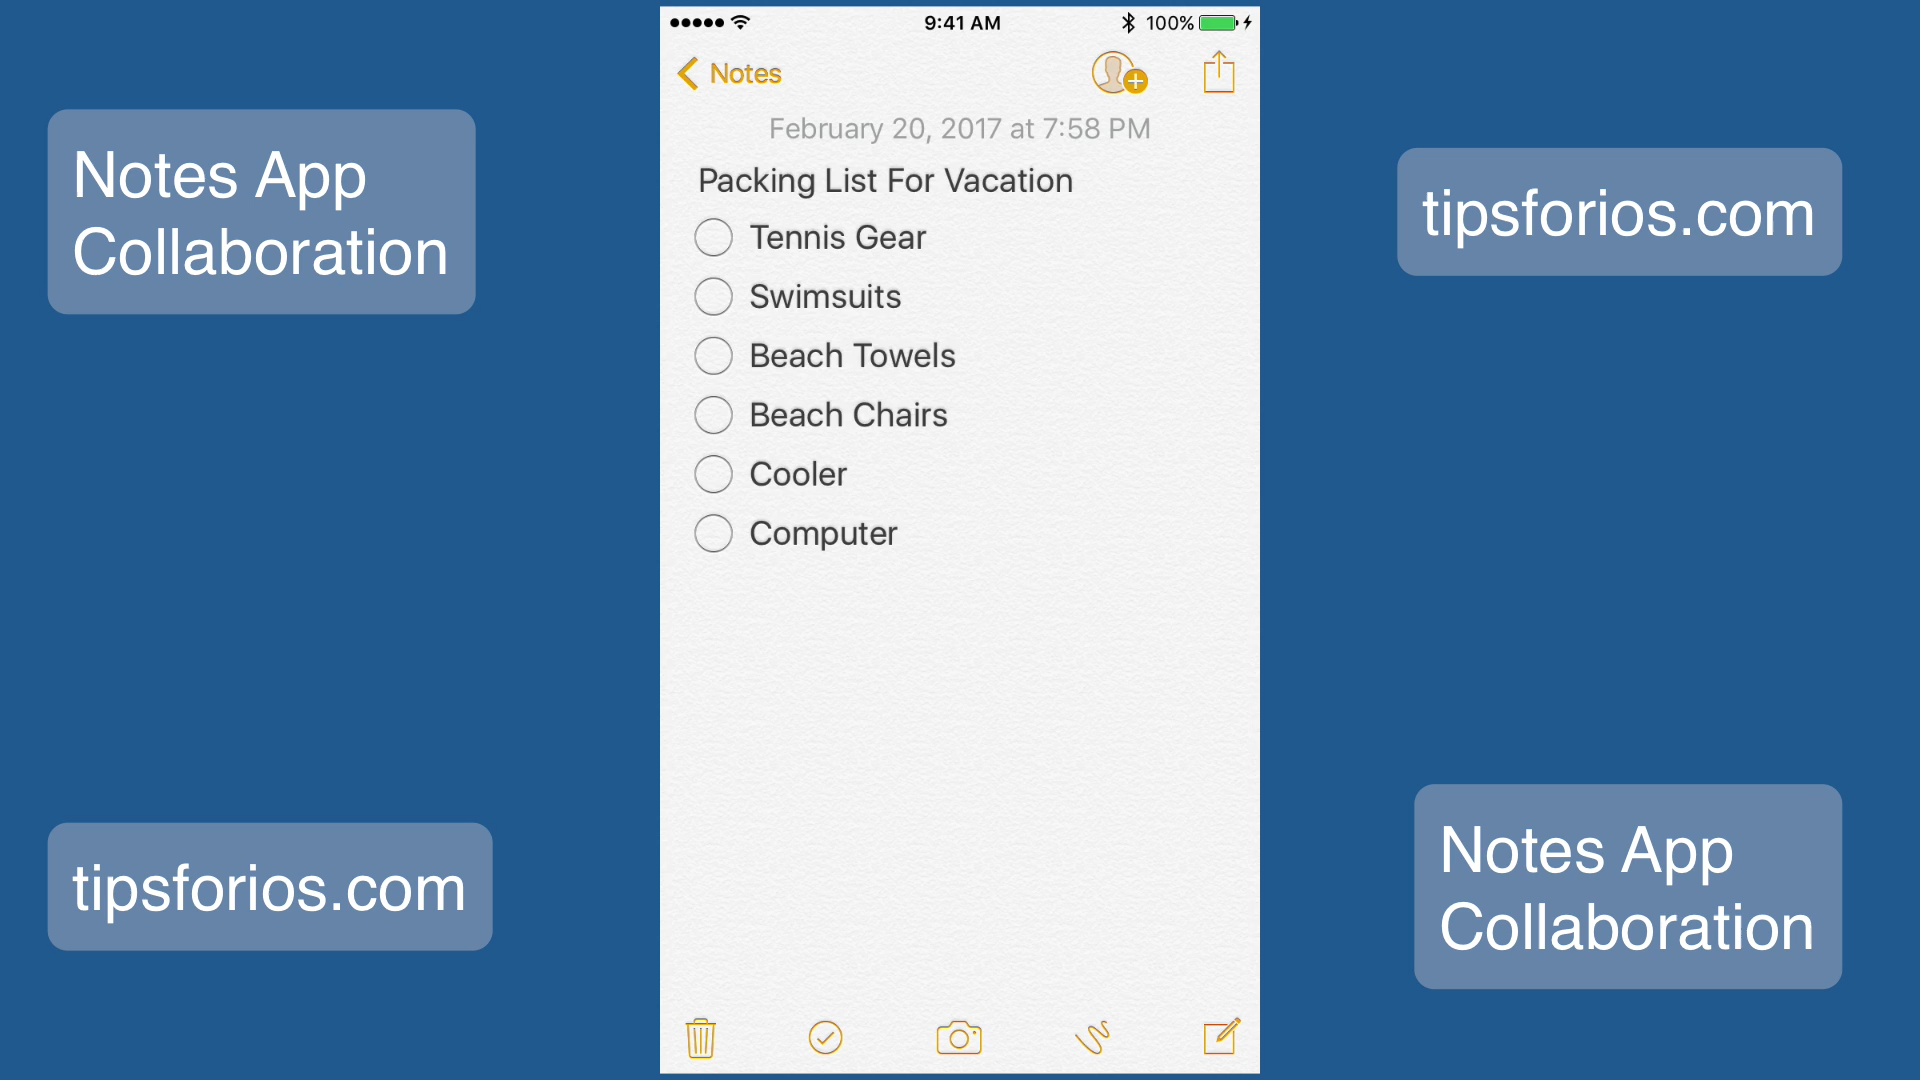 9:41 AM
100%
Notes
February 20, 2017 at 7:58 PM
Packing List For Vacation
Tennis Gear
Swimsuits
Beach Towels
Beach Chairs
Cooler
Computer
Notes App
Collaboration
tipsforios.com
tipsforios.com
Notes App
Collaboration